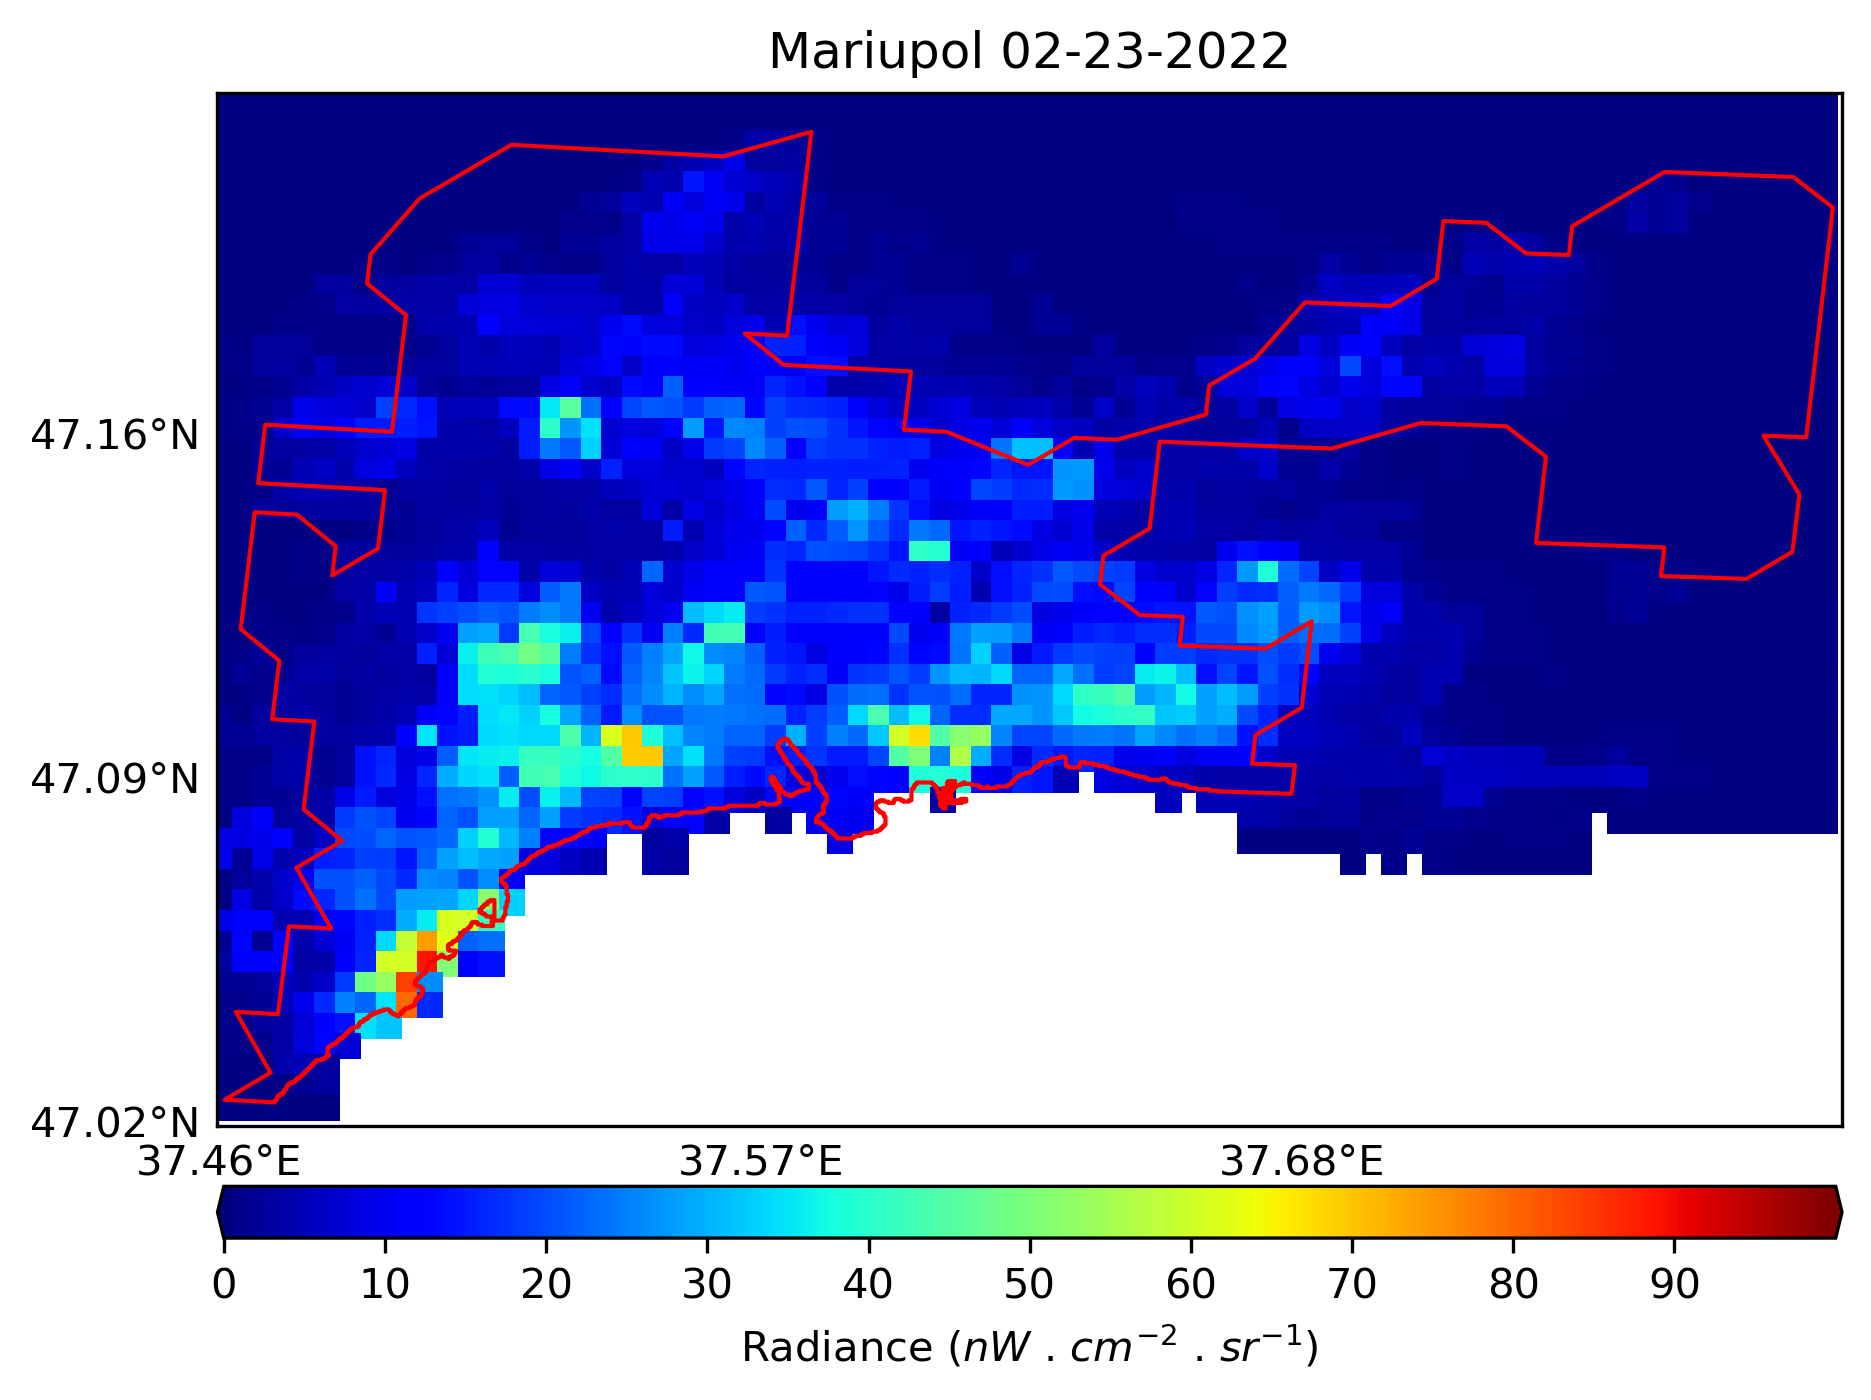 Mariupol 02-23-2022
47.16°N
47.09°N
47.02°N
37.46°E 37.57°E 37.68°E
0 10 20 30 40 50 60 70 80 90
Radiance (nW . cm⁻² . sr⁻¹)